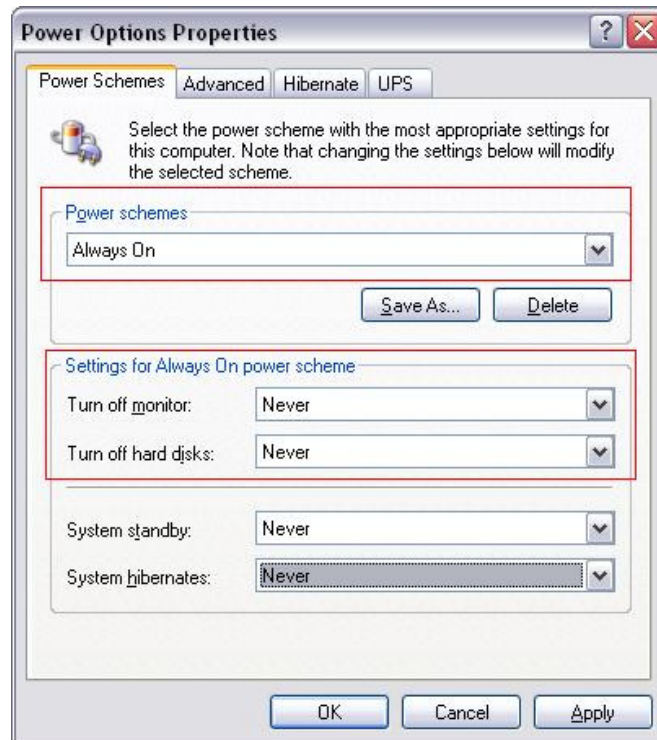 Power Options Properties
Power Schemes Advanced Hibernate UPS
Select the power scheme with the most appropriate settings for
this computer. Note that changing the settings below will modify
the selected scheme.
Power schemes
Always On
Save As... Delete
Settings for Always On power scheme
Turn off monitor: Never
Turn off hard disks: Never
System standby: Never
System hibernates: Never
OK Cancel Apply